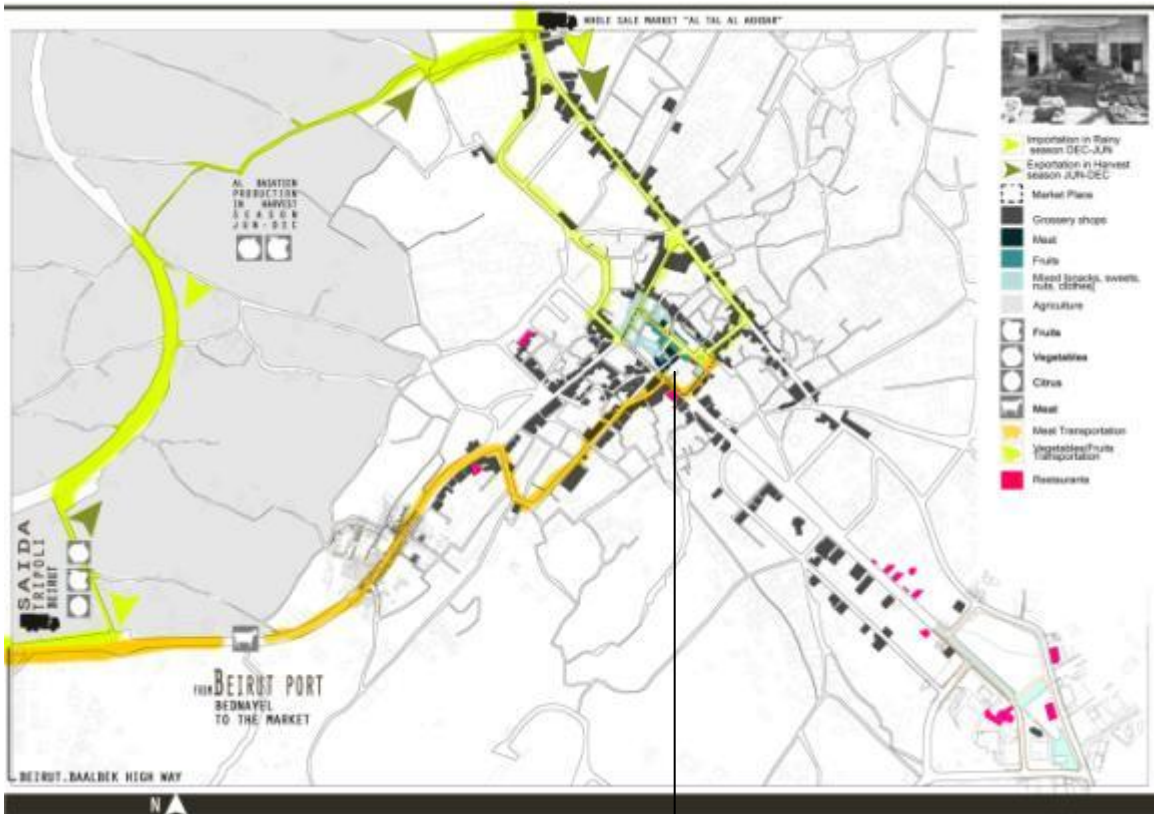 WHOLE SALE MARKET "AL TAL AL AKHDAR"
Importation in Rainy
season DEC-JUN
Exportation in Harvest
season JUN-DEC
Market Place
Grossery shops
Meat
Fruits
Mixed [snacks, sweets,
nuts, clothes]
Agriculture
Fruits
Vegetables
Citrus
Meat
Meat Transportation
Vegetables/Fruits
Transportation
Restaurants
AL BASATEEN
PRODUCTION
IN HARVEST
SEASON
JUN-DEC
SAIDA
TRIPOLI
BEIRUT
FROM BEIRUT PORT
BEDNAYEL
TO THE MARKET
BEIRUT.BAALBEK HIGH WAY
N